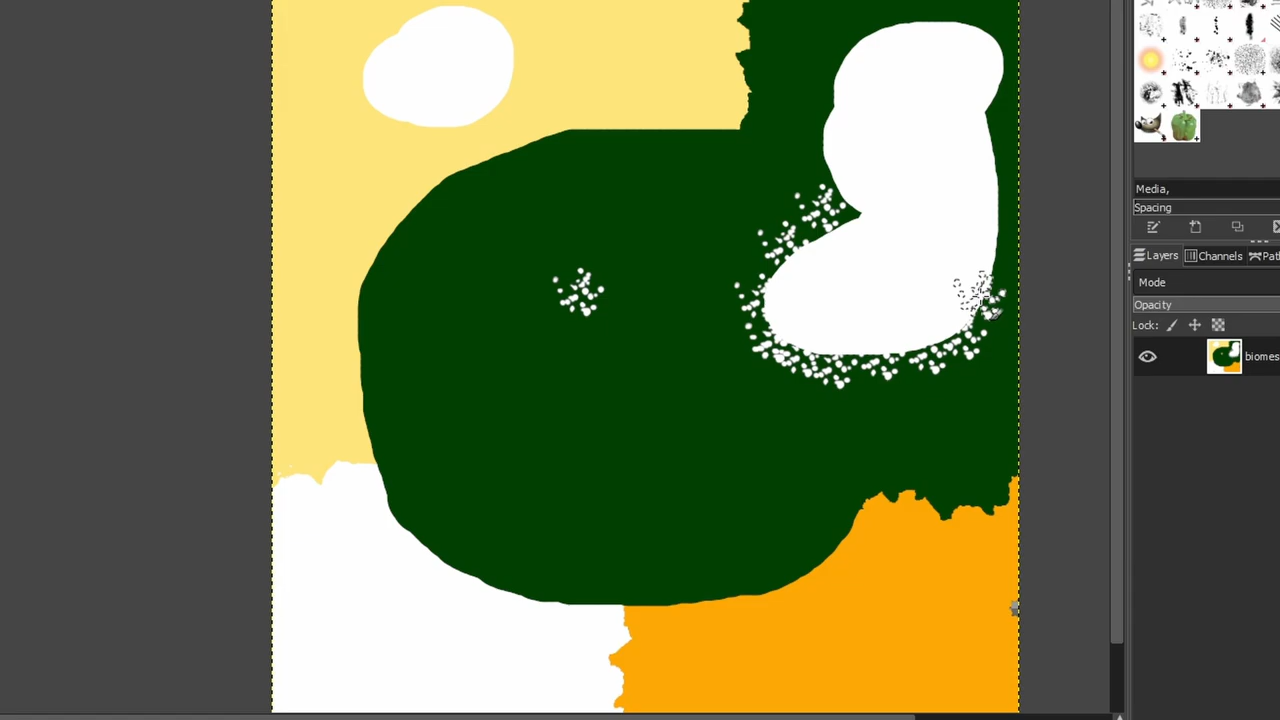 Media,
Spacing
Layers Channels Pat
Mode
Opacity
Lock:
biomes